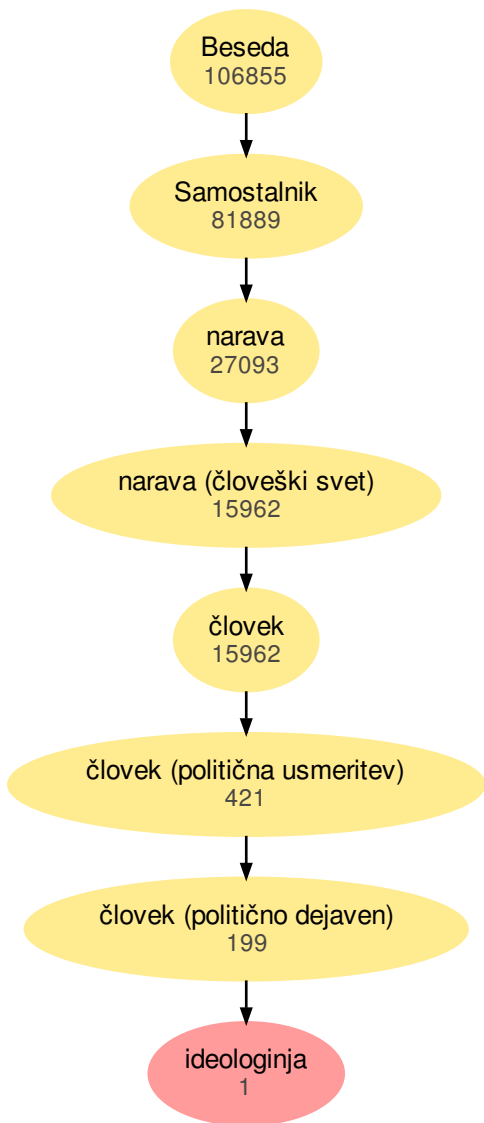 Beseda
106855
Samostalnik
81889
narava
27093
narava (človeški svet)
15962
človek
15962
človek (politična usmeritev)
421
človek (politično dejaven)
199
ideologinja
1